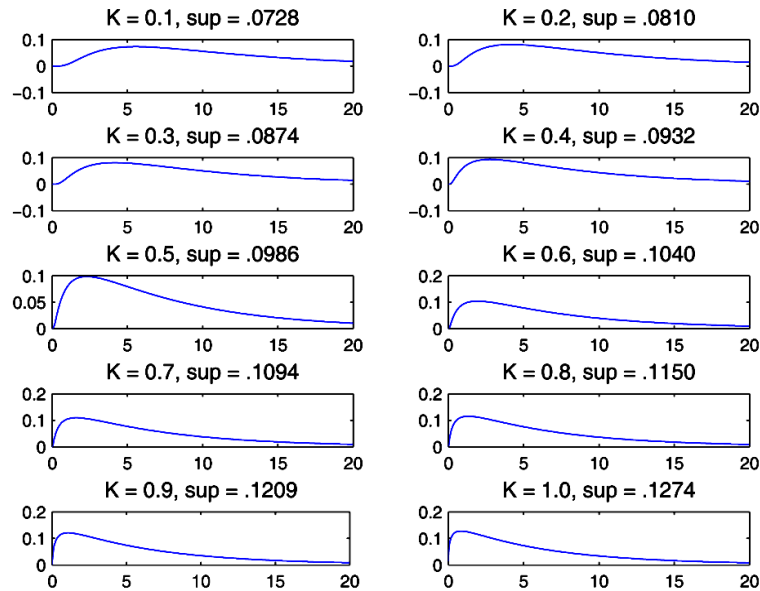 K = 0.1, sup = .0728
0.1
0
−0.1
0 5 10 15 20
K = 0.2, sup = .0810
0.1
0
−0.1
0 5 10 15 20
K = 0.3, sup = .0874
0.1
0
−0.1
0 5 10 15 20
K = 0.4, sup = .0932
0.1
0
−0.1
0 5 10 15 20
K = 0.5, sup = .0986
0.1
0.05
0
0 5 10 15 20
K = 0.6, sup = .1040
0.2
0.1
0
0 5 10 15 20
K = 0.7, sup = .1094
0.2
0.1
0
0 5 10 15 20
K = 0.8, sup = .1150
0.2
0.1
0
0 5 10 15 20
K = 0.9, sup = .1209
0.2
0.1
0
0 5 10 15 20
K = 1.0, sup = .1274
0.2
0.1
0
0 5 10 15 20